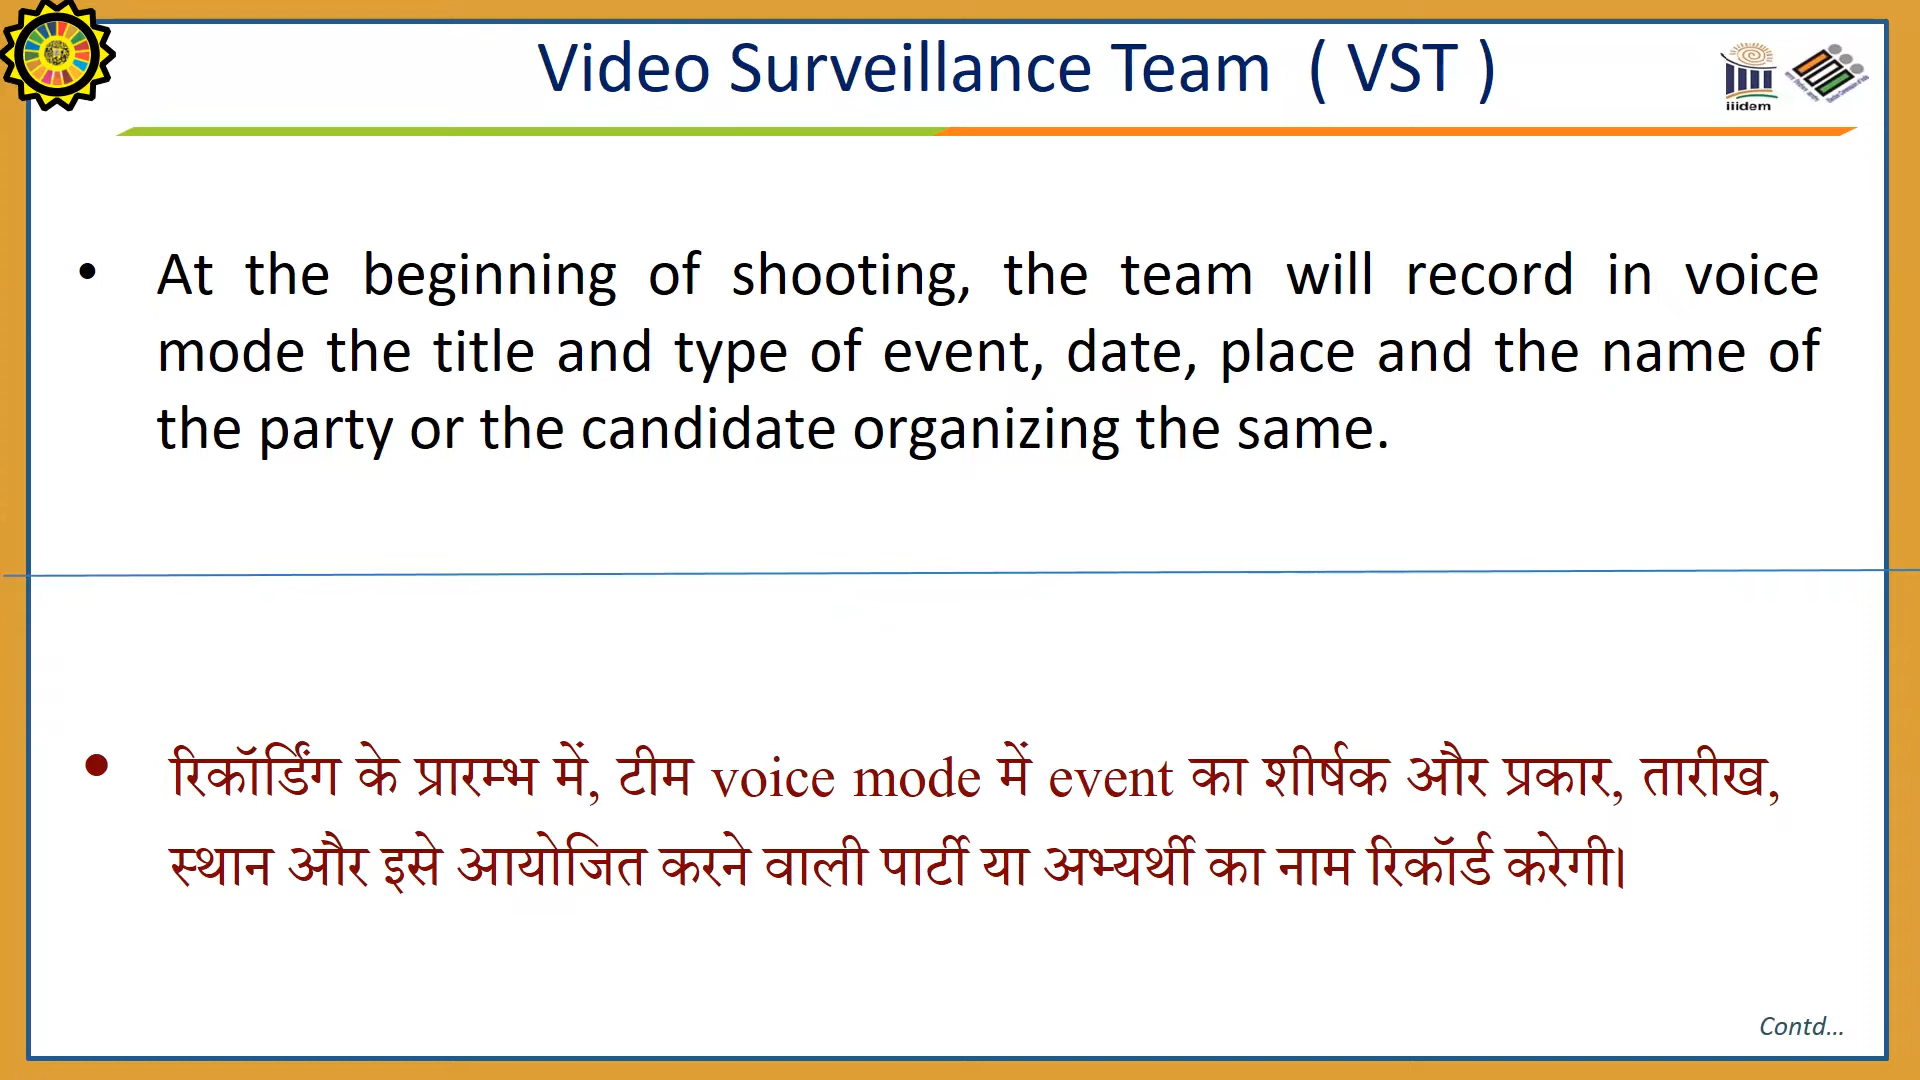 Video Surveillance Team ( VST )
iiidem
• At the beginning of shooting, the team will record in voice
mode the title and type of event, date, place and the name of
the party or the candidate organizing the same.
• रिकॉर्डिंग के प्रारम्भ में, टीम voice mode में event का शीर्षक और प्रकार, तारीख,
स्थान और इसे आयोजित करने वाली पार्टी या अभ्यर्थी का नाम रिकॉर्ड करेगी।
Contd...